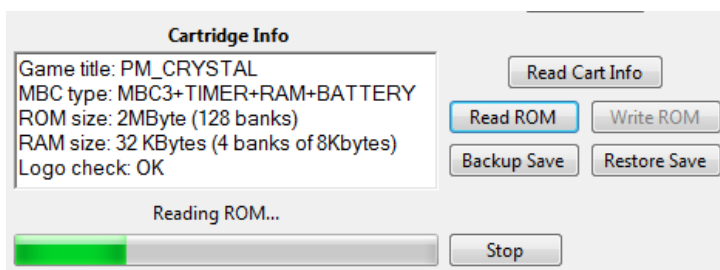 Cartridge Info
Game title: PM_CRYSTAL
MBC type: MBC3+TIMER+RAM+BATTERY
ROM size: 2MByte (128 banks)
RAM size: 32 KBytes (4 banks of 8Kbytes)
Logo check: OK
Read Cart Info
Read ROM
Write ROM
Backup Save
Restore Save
Reading ROM...
Stop